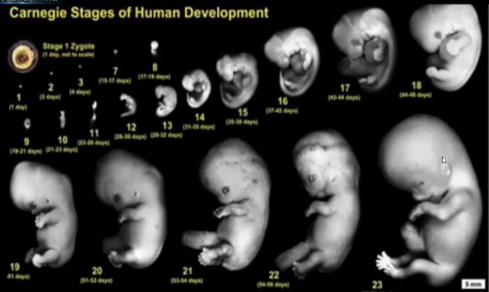 Carnegie Stages of Human Development
Stage 1 Zygote
(1 day, not to scale)
1
(1 day)
2
(2 days)
3
(4 days)
7
(15-17 days)
8
(17-19 days)
9
(19-21 days)
10
(21-23 days)
11
(23-26 days)
12
(26-30 days)
13
(28-32 days)
14
(31-35 days)
15
(35-38 days)
16
(37-42 days)
17
(42-44 days)
18
(44-48 days)
19
51 days)
20
(51-53 days)
21
(53-54 days)
22
(54-56 days)
23
5 mm